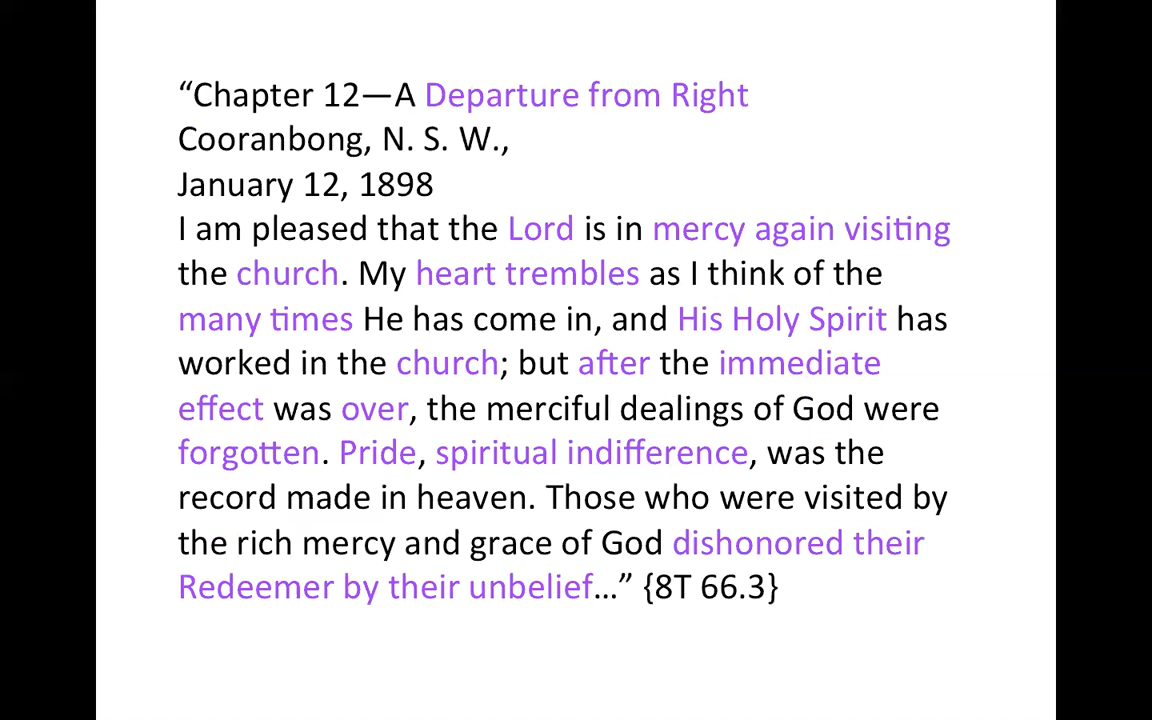 “Chapter 12—A Departure from Right
Cooranbong, N. S. W.,
January 12, 1898
I am pleased that the Lord is in mercy again visiting
the church. My heart trembles as I think of the
many times He has come in, and His Holy Spirit has
worked in the church; but after the immediate
effect was over, the merciful dealings of God were
forgotten. Pride, spiritual indifference, was the
record made in heaven. Those who were visited by
the rich mercy and grace of God dishonored their
Redeemer by their unbelief…” {8T 66.3}